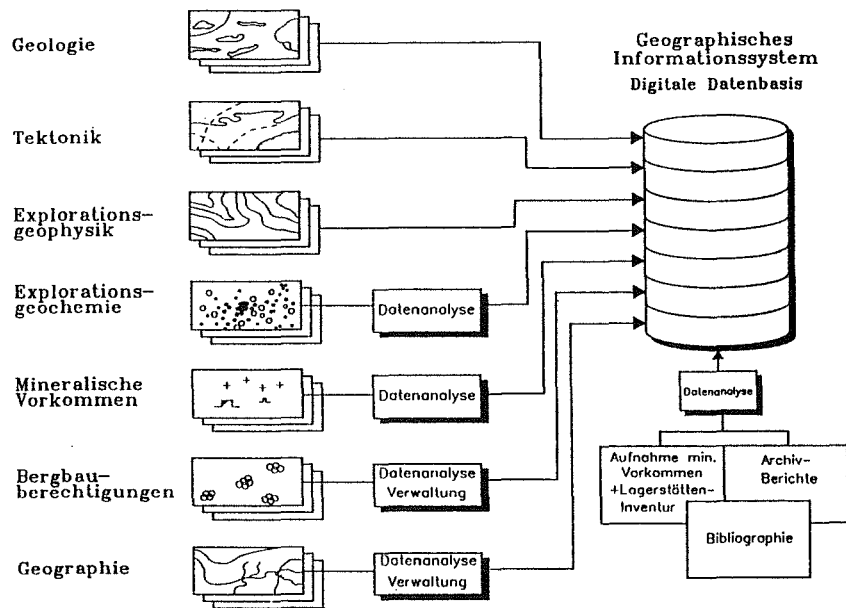 Geologie
Tektonik
Explorations-
geophysik
Explorations-
geochemie
Mineralische
Vorkommen
Bergbau-
berechtigungen
Geographie
Datenanalyse
Datenanalyse
Datenanalyse
Verwaltung
Datenanalyse
Verwaltung
Geographisches
Informationssystem
Digitale Datenbasis
Datenanalyse
Aufnahme min.
Vorkommen
+Lagerstätten-
Inventur
Archiv-
Berichte
Bibliographie